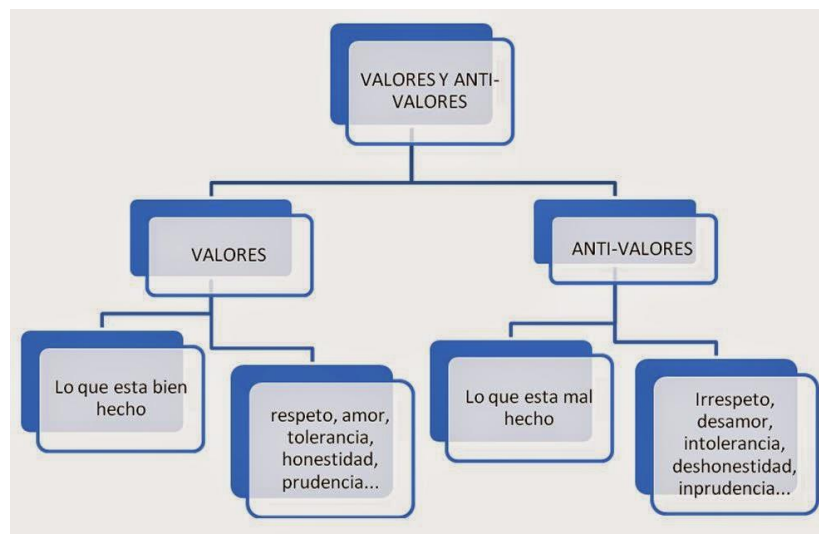 VALORES Y ANTI-
VALORES
VALORES
ANTI-VALORES
Lo que esta bien
hecho
respeto, amor,
tolerancia,
honestidad,
prudencia...
Lo que esta mal
hecho
Irrespeto,
desamor,
intolerancia,
deshonestidad,
inprudencia...